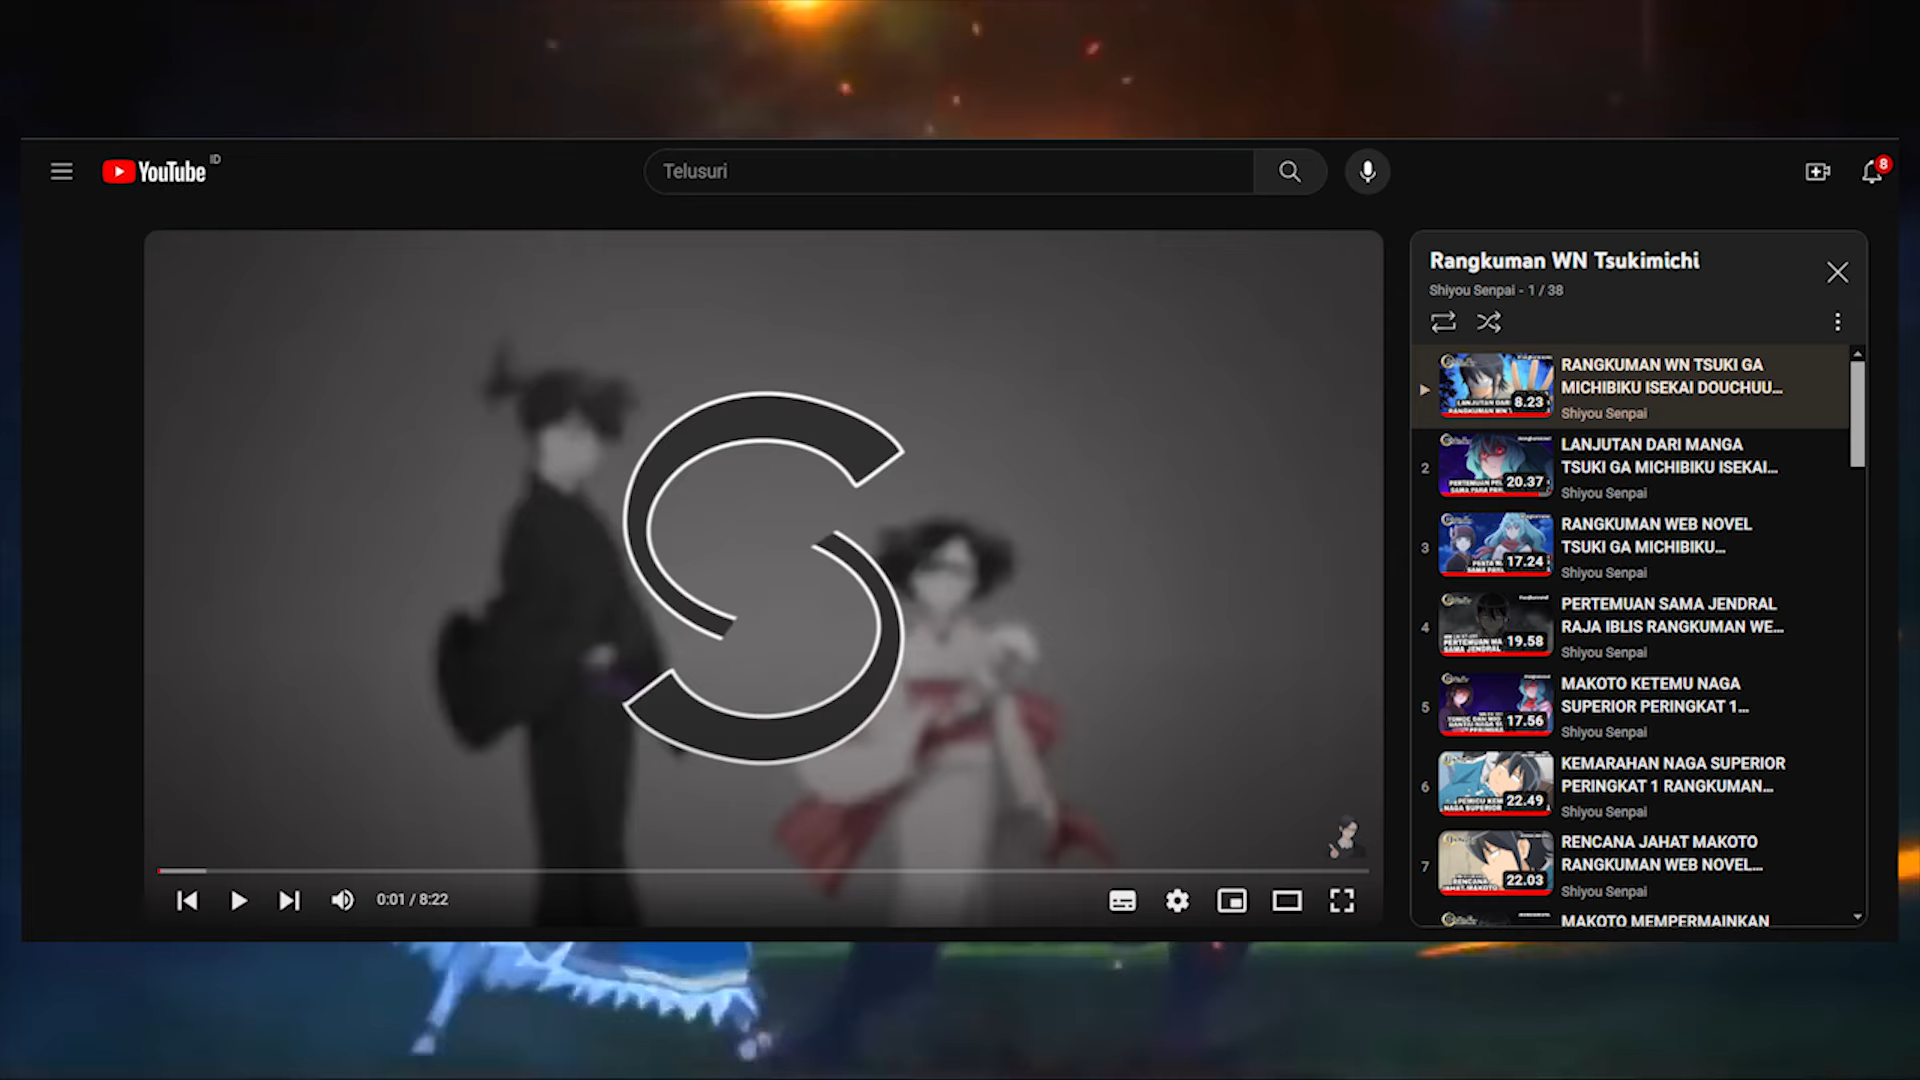 YouTube ID
Telusuri
8
Rangkuman WN Tsukimichi
Shiyou Senpai - 1 / 38
RANGKUMAN WN TSUKI GA
MICHIBIKU ISEKAI DOUCHUU...
8.23
Shiyou Senpai
2
LANJUTAN DARI MANGA
TSUKI GA MICHIBIKU ISEKAI...
20.37
Shiyou Senpai
3
RANGKUMAN WEB NOVEL
TSUKI GA MICHIBIKU...
17.24
Shiyou Senpai
4
PERTEMUAN SAMA JENDRAL
RAJA IBLIS RANGKUMAN WE...
19.58
Shiyou Senpai
5
MAKOTO KETEMU NAGA
SUPERIOR PERINGKAT 1...
17.56
Shiyou Senpai
6
KEMARAHAN NAGA SUPERIOR
PERINGKAT 1 RANGKUMAN...
22.49
Shiyou Senpai
7
RENCANA JAHAT MAKOTO
RANGKUMAN WEB NOVEL...
22.03
Shiyou Senpai
MAKOTO MEMPERMAINKAN
S
0:01 / 8:22